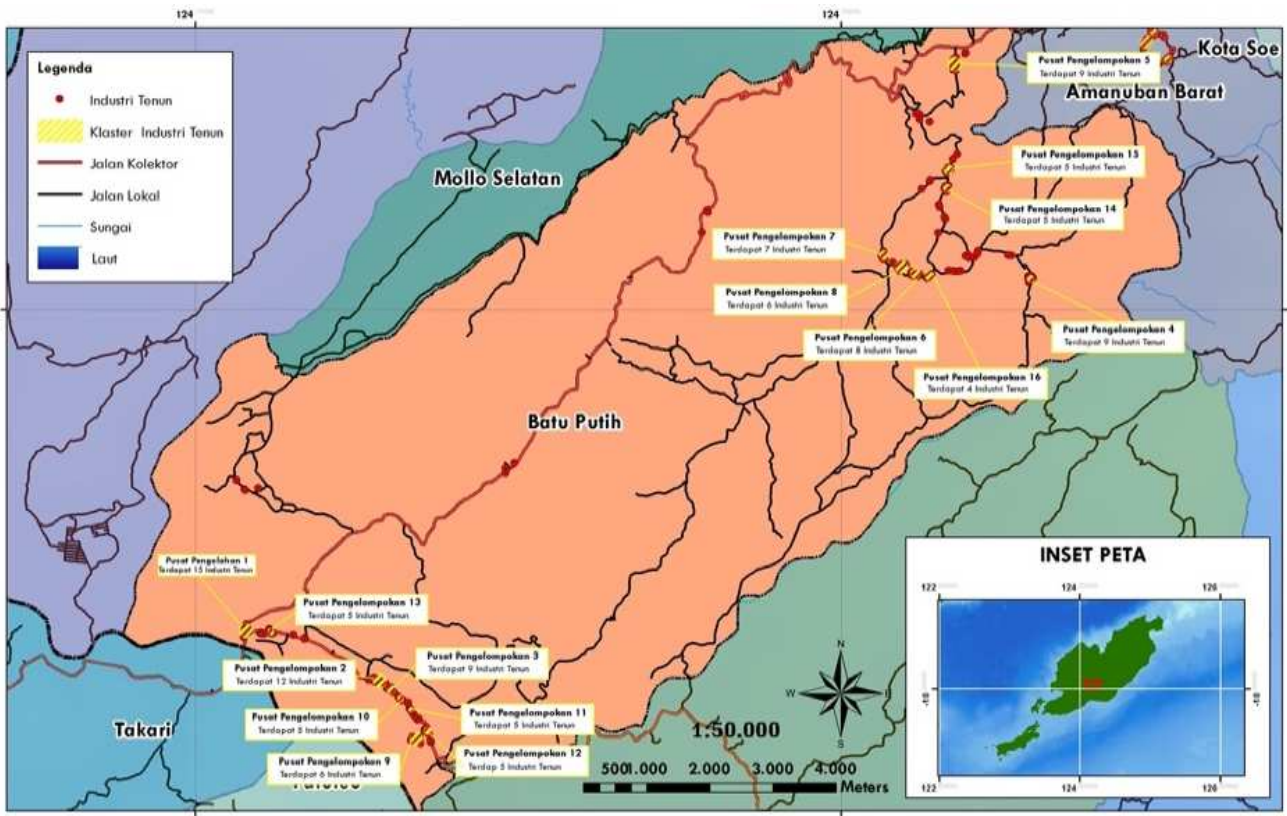 124
124
Legenda
Industri Tenun
Klaster Industri Tenun
Jalan Kolektor
Jalan Lokal
Sungai
Laut
Kota Soe
Pusat Pengelompokan 5
Terdapat 9 Industri Tenun
Amanuban Barat
Mollo Selatan
Pusat Pengelompokan 15
Terdapat 5 Industri Tenun
Pusat Pengelompokan 14
Terdapat 5 Industri Tenun
Pusat Pengelompokan 7
Terdapat 7 Industri Tenun
Pusat Pengelompokan 8
Terdapat 6 Industri Tenun
Pusat Pengelompokan 6
Terdapat 8 Industri Tenun
Pusat Pengelompokan 4
Terdapat 9 Industri Tenun
Pusat Pengelompokan 16
Terdapat 4 Industri Tenun
Batu Putih
Pusat Pengelahan 1
Terdapat 15 Industri Tenun
Pusat Pengelompokan 13
Terdapat 5 Industri Tenun
Pusat Pengelompokan 2
Terdapat 12 Industri Tenun
Pusat Pengelompokan 3
Terdapat 9 Industri Tenun
Pusat Pengelompokan 10
Terdapat 5 Industri Tenun
Pusat Pengelompokan 11
Terdapat 5 Industri Tenun
Pusat Pengelompokan 9
Terdapat 6 Industri Tenun
Pusat Pengelompokan 12
Terdap 5 Industri Tenun
Takari
N
W
E
S
1:50.000
5001.000 2.000 3.000 4.000
Meters
INSET PETA
122 124 126
-10 -10
122 124 126